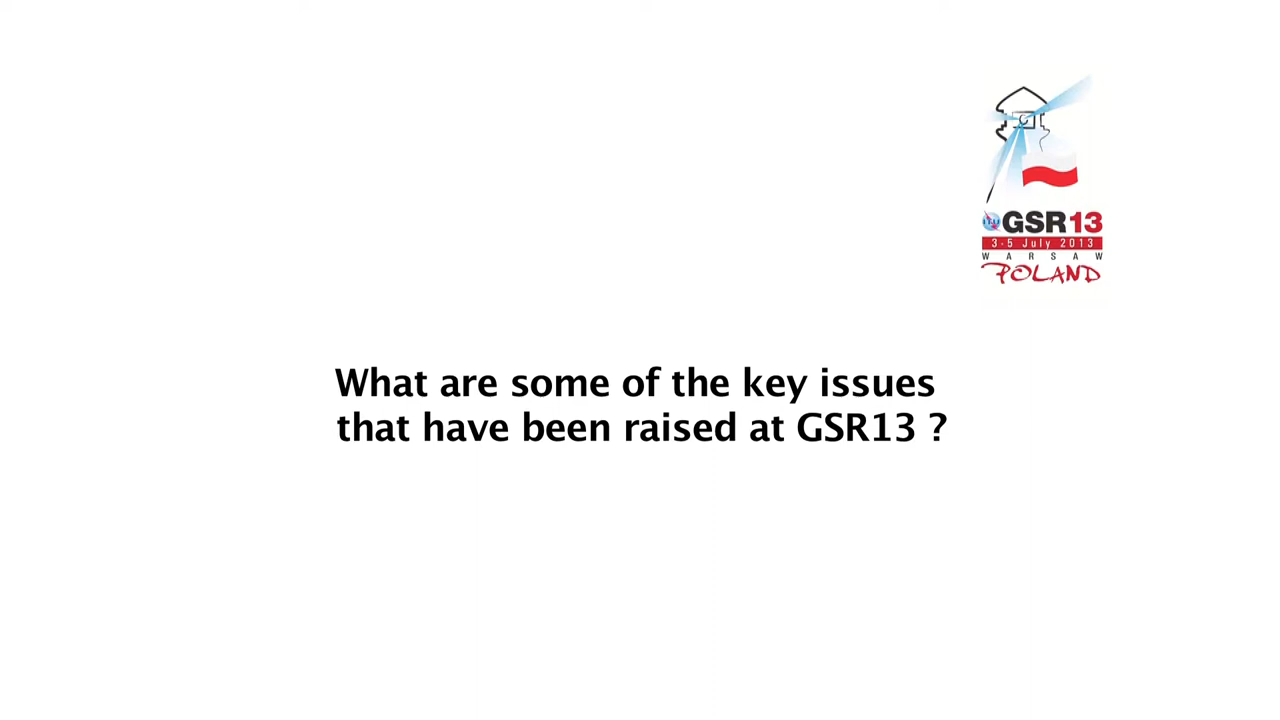 ITU GSR13
3-5 July 2013
WARSAW
POLAND
What are some of the key issues
that have been raised at GSR13 ?